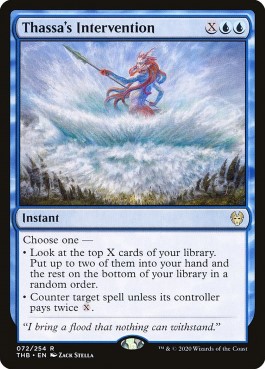 Thassa's Intervention XUU
Instant
Choose one —
• Look at the top X cards of your library.
Put up to two of them into your hand and
the rest on the bottom of your library in a
random order.
• Counter target spell unless its controller
pays twice X.
"I bring a flood that nothing can withstand."
072/254 R
THB • EN Zack Stella
™ & © 2020 Wizards of the Coast